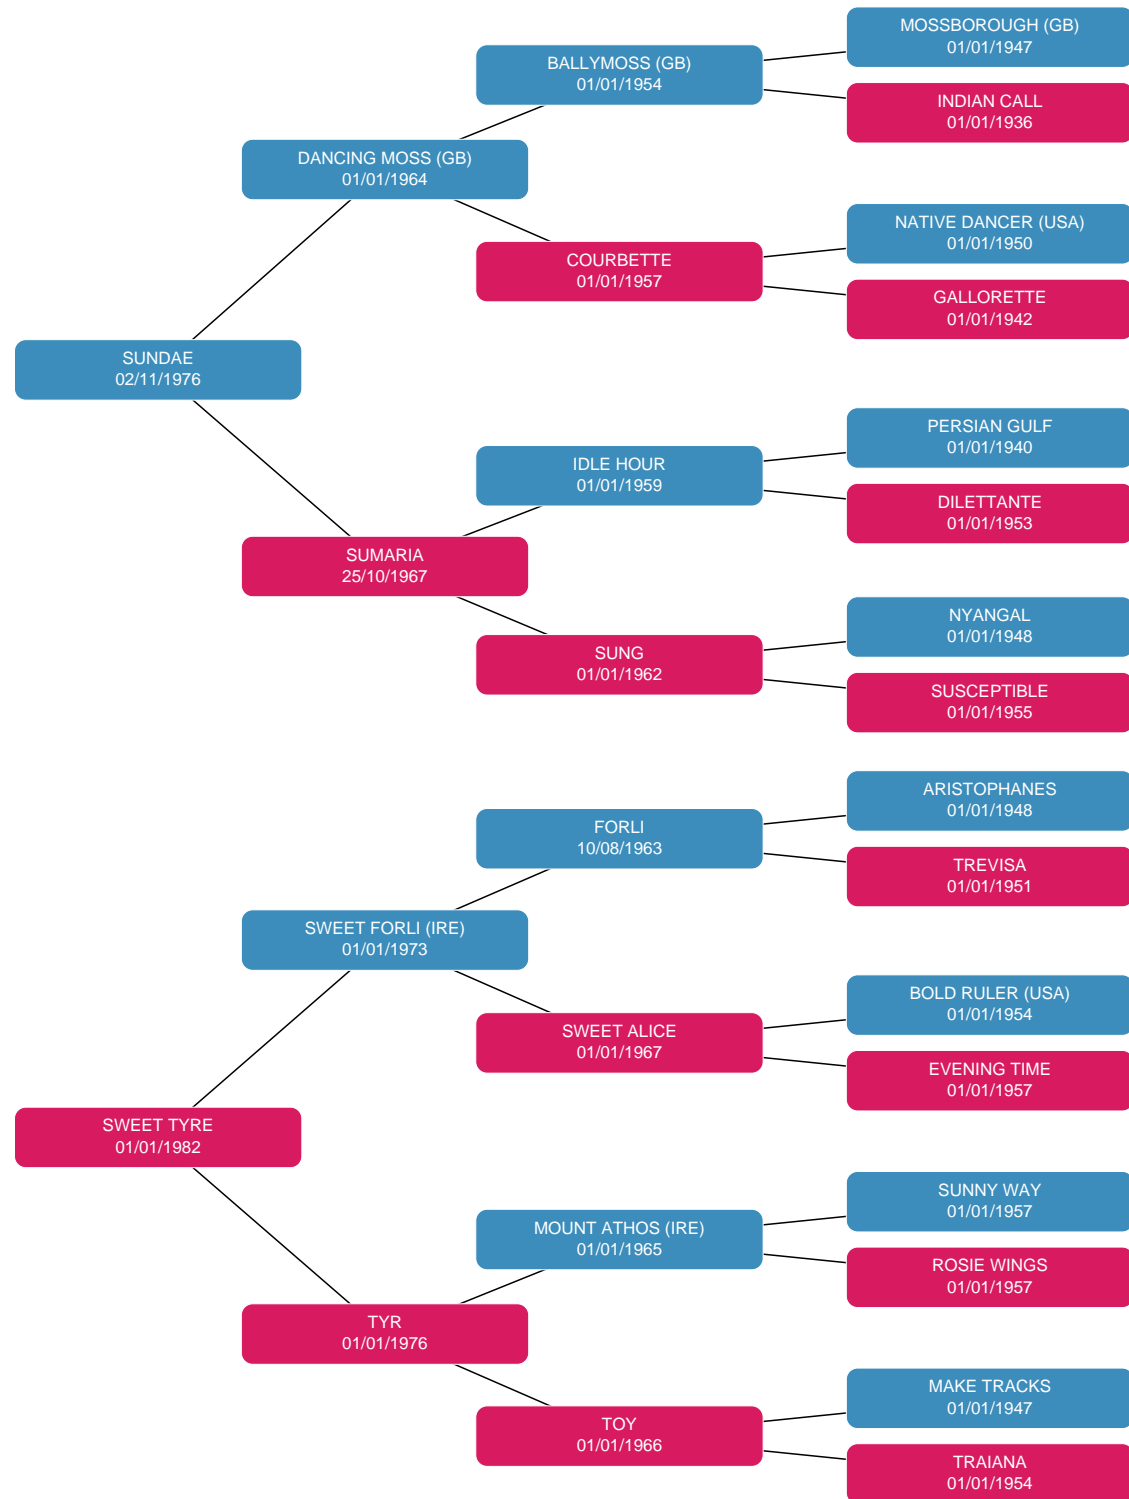 MOSSBOROUGH (GB)
01/01/1947
BALLYMOSS (GB)
01/01/1954
INDIAN CALL
01/01/1936
DANCING MOSS (GB)
01/01/1964
NATIVE DANCER (USA)
01/01/1950
COURBETTE
01/01/1957
GALLORETTE
01/01/1942
SUNDAE
02/11/1976
PERSIAN GULF
01/01/1940
IDLE HOUR
01/01/1959
DILETTANTE
01/01/1953
SUMARIA
25/10/1967
NYANGAL
01/01/1948
SUNG
01/01/1962
SUSCEPTIBLE
01/01/1955
ARISTOPHANES
01/01/1948
FORLI
10/08/1963
TREVISA
01/01/1951
SWEET FORLI (IRE)
01/01/1973
BOLD RULER (USA)
01/01/1954
SWEET ALICE
01/01/1967
EVENING TIME
01/01/1957
SWEET TYRE
01/01/1982
SUNNY WAY
01/01/1957
MOUNT ATHOS (IRE)
01/01/1965
ROSIE WINGS
01/01/1957
TYR
01/01/1976
MAKE TRACKS
01/01/1947
TOY
01/01/1966
TRAIANA
01/01/1954